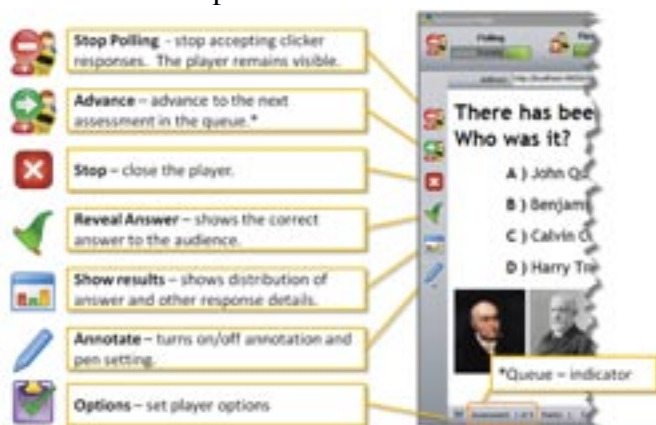 Stop Polling - stop accepting clicker
responses. The player remains visible.
Advance – advance to the next
assessment in the queue.*
Stop – close the player.
Reveal Answer – shows the correct
answer to the audience.
Show results – shows distribution of
answer and other response details.
Annotate – turns on/off annotation and
pen setting.
Options – set player options
Polling
There has bee
Who was it?
A ) John Qu
B ) Benjami
C ) Calvin C
D ) Harry Tr
*Queue – indicator